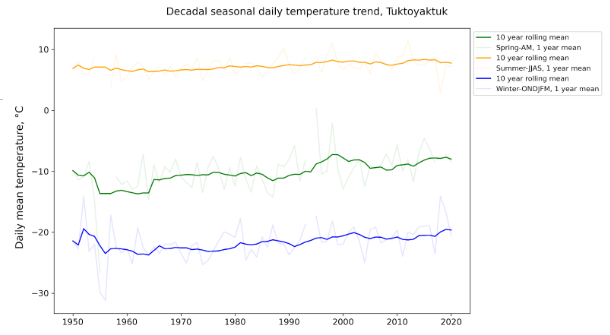 Decadal seasonal daily temperature trend, Tuktoyaktuk
Daily mean temperature, °C
10
0
−10
−20
−30
1950
1960
1970
1980
1990
2000
2010
2020
10 year rolling mean
Spring-AM, 1 year mean
10 year rolling mean
Summer-JJAS, 1 year mean
10 year rolling mean
Winter-ONDJFM, 1 year mean